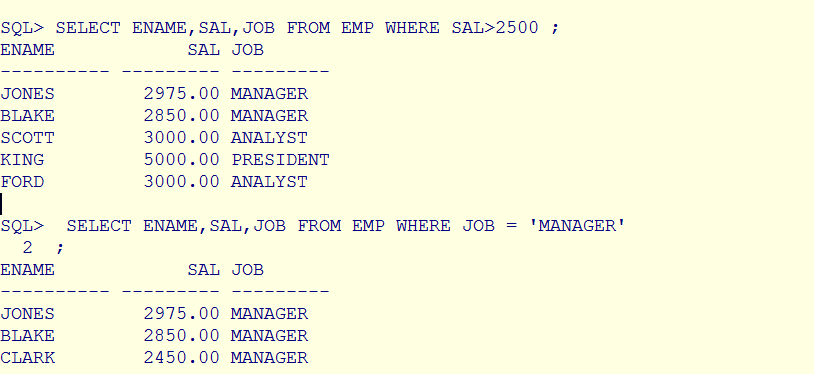 SQL> SELECT ENAME,SAL,JOB FROM EMP WHERE SAL>2500 ;
ENAME            SAL JOB
---------- --------- ---------
JONES        2975.00 MANAGER
BLAKE        2850.00 MANAGER
SCOTT        3000.00 ANALYST
KING         5000.00 PRESIDENT
FORD         3000.00 ANALYST
SQL>  SELECT ENAME,SAL,JOB FROM EMP WHERE JOB = 'MANAGER'
  2  ;
ENAME            SAL JOB
---------- --------- ---------
JONES        2975.00 MANAGER
BLAKE        2850.00 MANAGER
CLARK        2450.00 MANAGER